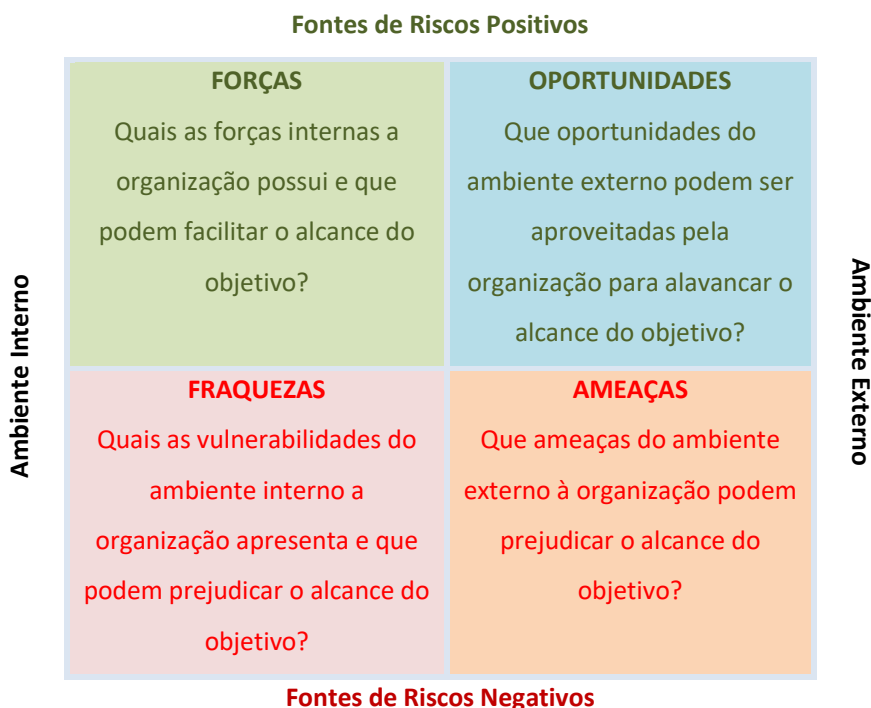 Fontes de Riscos Positivos
FORÇAS
Quais as forças internas a
organização possui e que
podem facilitar o alcance do
objetivo?
OPORTUNIDADES
Que oportunidades do
ambiente externo podem ser
aproveitadas pela
organização para alavancar o
alcance do objetivo?
Ambiente Interno
Ambiente Externo
FRAQUEZAS
Quais as vulnerabilidades do
ambiente interno a
organização apresenta e que
podem prejudicar o alcance do
objetivo?
AMEAÇAS
Que ameaças do ambiente
externo à organização podem
prejudicar o alcance do
objetivo?
Fontes de Riscos Negativos